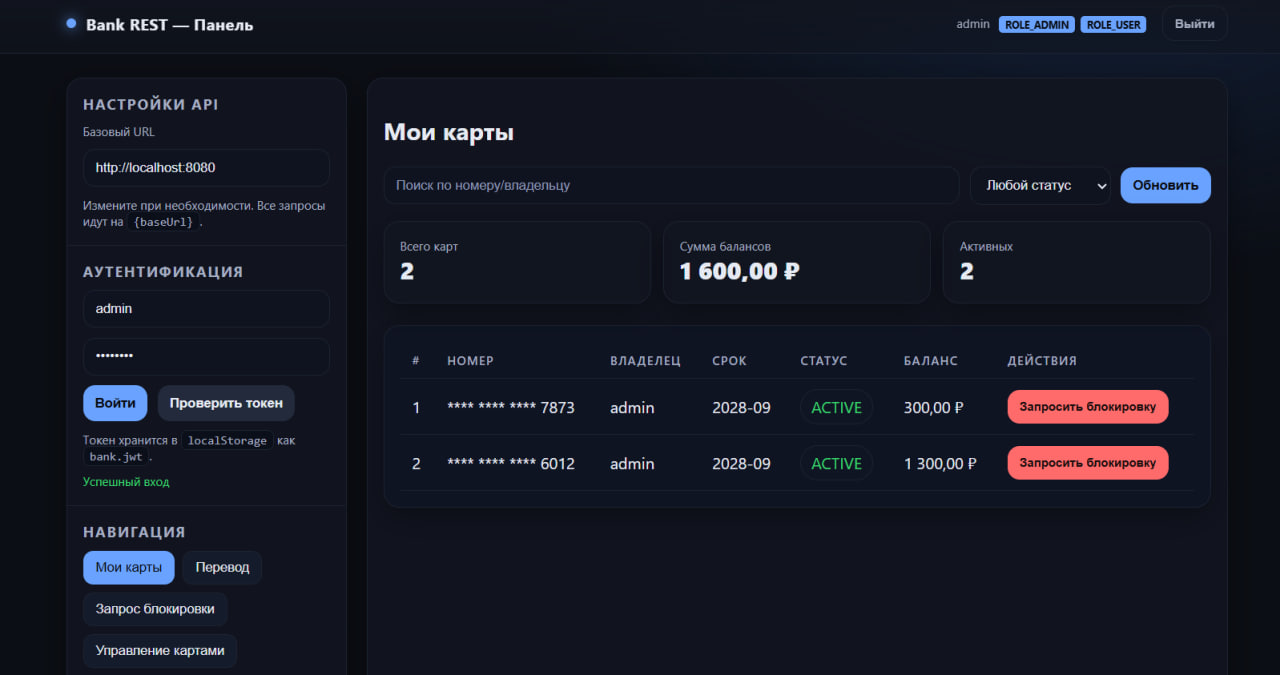 Bank REST — Панель
admin ROLE_ADMIN ROLE_USER Выйти
НАСТРОЙКИ API
Базовый URL
http://localhost:8080
Измените при необходимости. Все запросы
идут на {baseUrl} .
АУТЕНТИФИКАЦИЯ
admin
••••••••
Войти Проверить токен
Токен хранится в localStorage как
bank.jwt .
Успешный вход
НАВИГАЦИЯ
Мои карты Перевод
Запрос блокировки
Управление картами
Мои карты
Поиск по номеру/владельцу Любой статус Обновить
Всего карт
2
Сумма балансов
1 600,00 ₽
Активных
2
# НОМЕР ВЛАДЕЛЕЦ СРОК СТАТУС БАЛАНС ДЕЙСТВИЯ
1 **** **** **** 7873 admin 2028-09 ACTIVE 300,00 ₽ Запросить блокировку
2 **** **** **** 6012 admin 2028-09 ACTIVE 1 300,00 ₽ Запросить блокировку